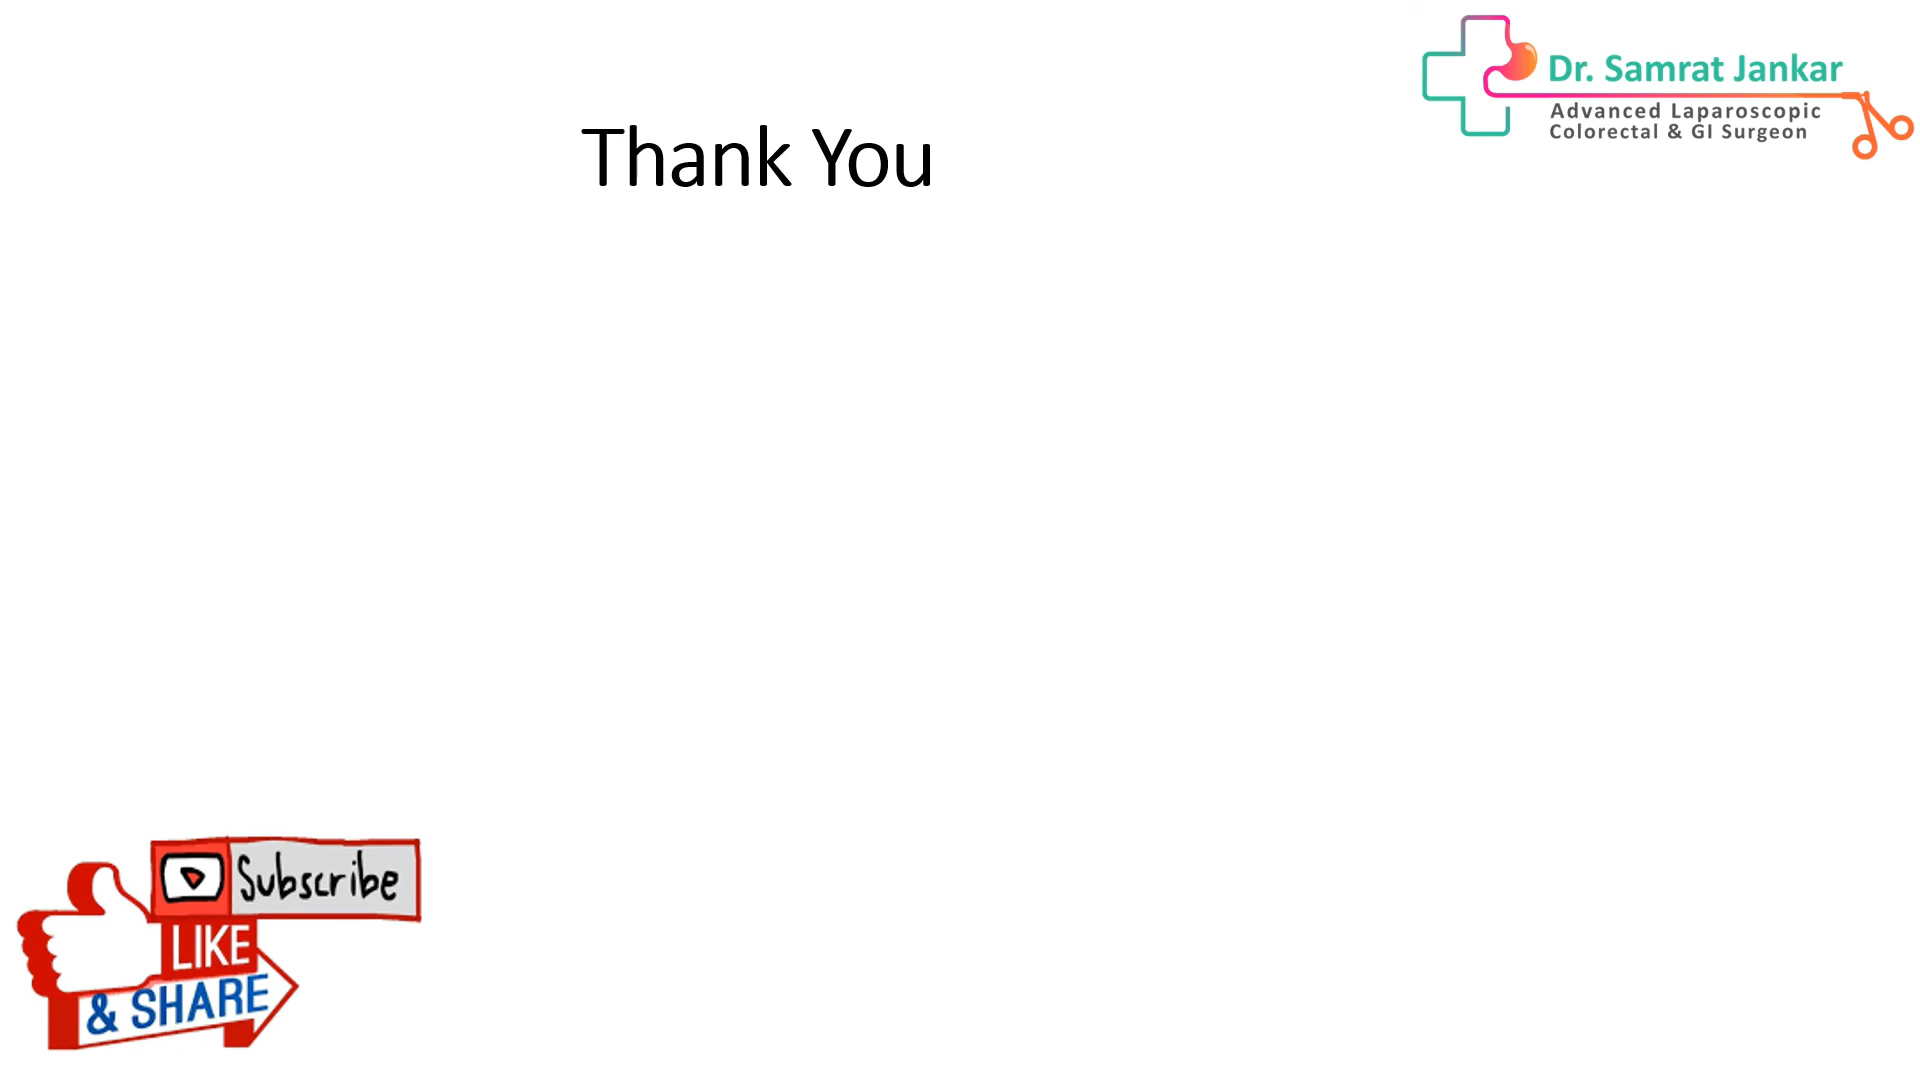 Dr. Samrat Jankar
Advanced Laparoscopic
Colorectal & GI Surgeon
Thank You
Subscribe
LIKE
& SHARE